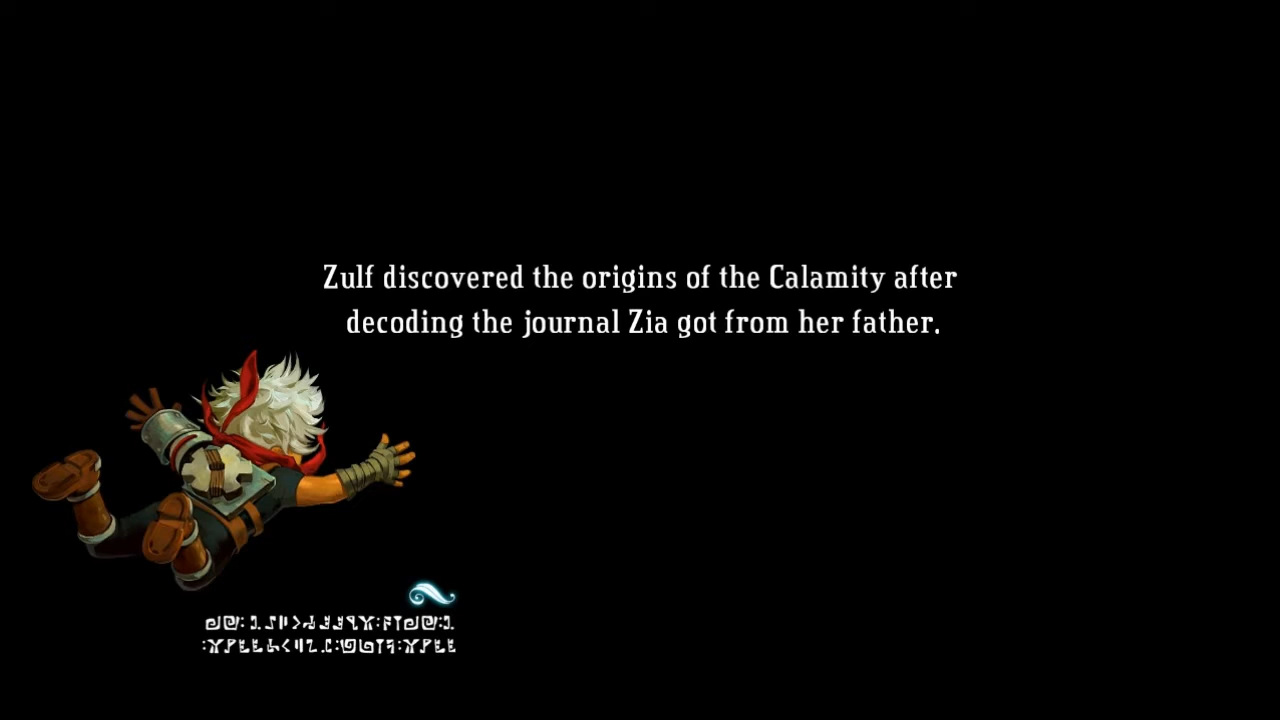 Zulf discovered the origins of the Calamity after
decoding the journal Zia got from her father.